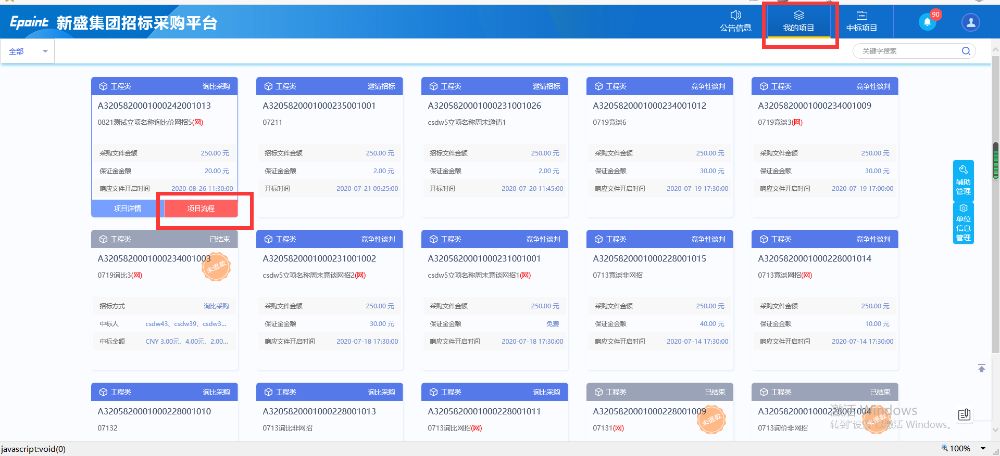 Epoint 新盛集团招标采购平台
公告信息
我的项目
中标项目
90
全部
关键字搜索
工程类 询比采购
A3205820001000242001013
0821测试立项名称询比价网招5(网)
采购文件金额 250.00 元
保证金金额 20.00 元
响应文件开启时间 2020-08-26 11:30:00
项目详情 项目流程
工程类 邀请招标
A3205820001000235001001
07211
招标文件金额 250.00 元
保证金金额 2.00 元
开标时间 2020-07-21 09:25:00
工程类 邀请招标
A3205820001000231001026
csdw5立项名称周末邀请1
招标文件金额 250.00 元
保证金金额 2.00 元
开标时间 2020-07-20 11:45:00
工程类 竞争性谈判
A3205820001000234001012
0719竞谈6
采购文件金额 250.00 元
保证金金额 30.00 元
响应文件开启时间 2020-07-19 17:30:00
工程类 竞争性谈判
A3205820001000234001009
0719竞谈3(网)
采购文件金额 250.00 元
保证金金额 30.00 元
响应文件开启时间 2020-07-19 17:00:00
辅助
管理
单位
信息
管理
工程类 已结束
A3205820001000234001003
未退款
0719询比3(网)
招标方式 询比采购
中标人 csdw43、csdw39、csdw3...
中标金额 CNY 3.00元、4.00元、2.00...
工程类 竞争性谈判
A3205820001000231001002
csdw5立项名称周末竞谈网招2(网)
采购文件金额 250.00 元
保证金金额 30.00 元
响应文件开启时间 2020-07-18 17:30:00
工程类 竞争性谈判
A3205820001000231001001
csdw5立项名称周末竞谈网招1(网)
采购文件金额 250.00 元
保证金金额 免费
响应文件开启时间 2020-07-18 17:30:00
工程类 竞争性谈判
A3205820001000228001015
0713竞谈非网招
采购文件金额 250.00 元
保证金金额 40.00 元
响应文件开启时间 2020-07-14 17:30:00
工程类 竞争性谈判
A3205820001000228001014
0713竞谈网招(网)
采购文件金额 250.00 元
保证金金额 10.00 元
响应文件开启时间 2020-07-14 17:30:00
工程类 询比采购
A3205820001000228001010
07132
工程类 询比采购
A3205820001000228001013
0713询比非网招
工程类 询比采购
A3205820001000228001011
0713询比网招(网)
工程类 已结束
A3205820001000228001009
未退款
07131(网)
工程类 已结束
A3205820001000228001004
未退款
0713询价非网招
激活 Windows
转到“设置”以激活 Windows。
javascript:void(0)
100%